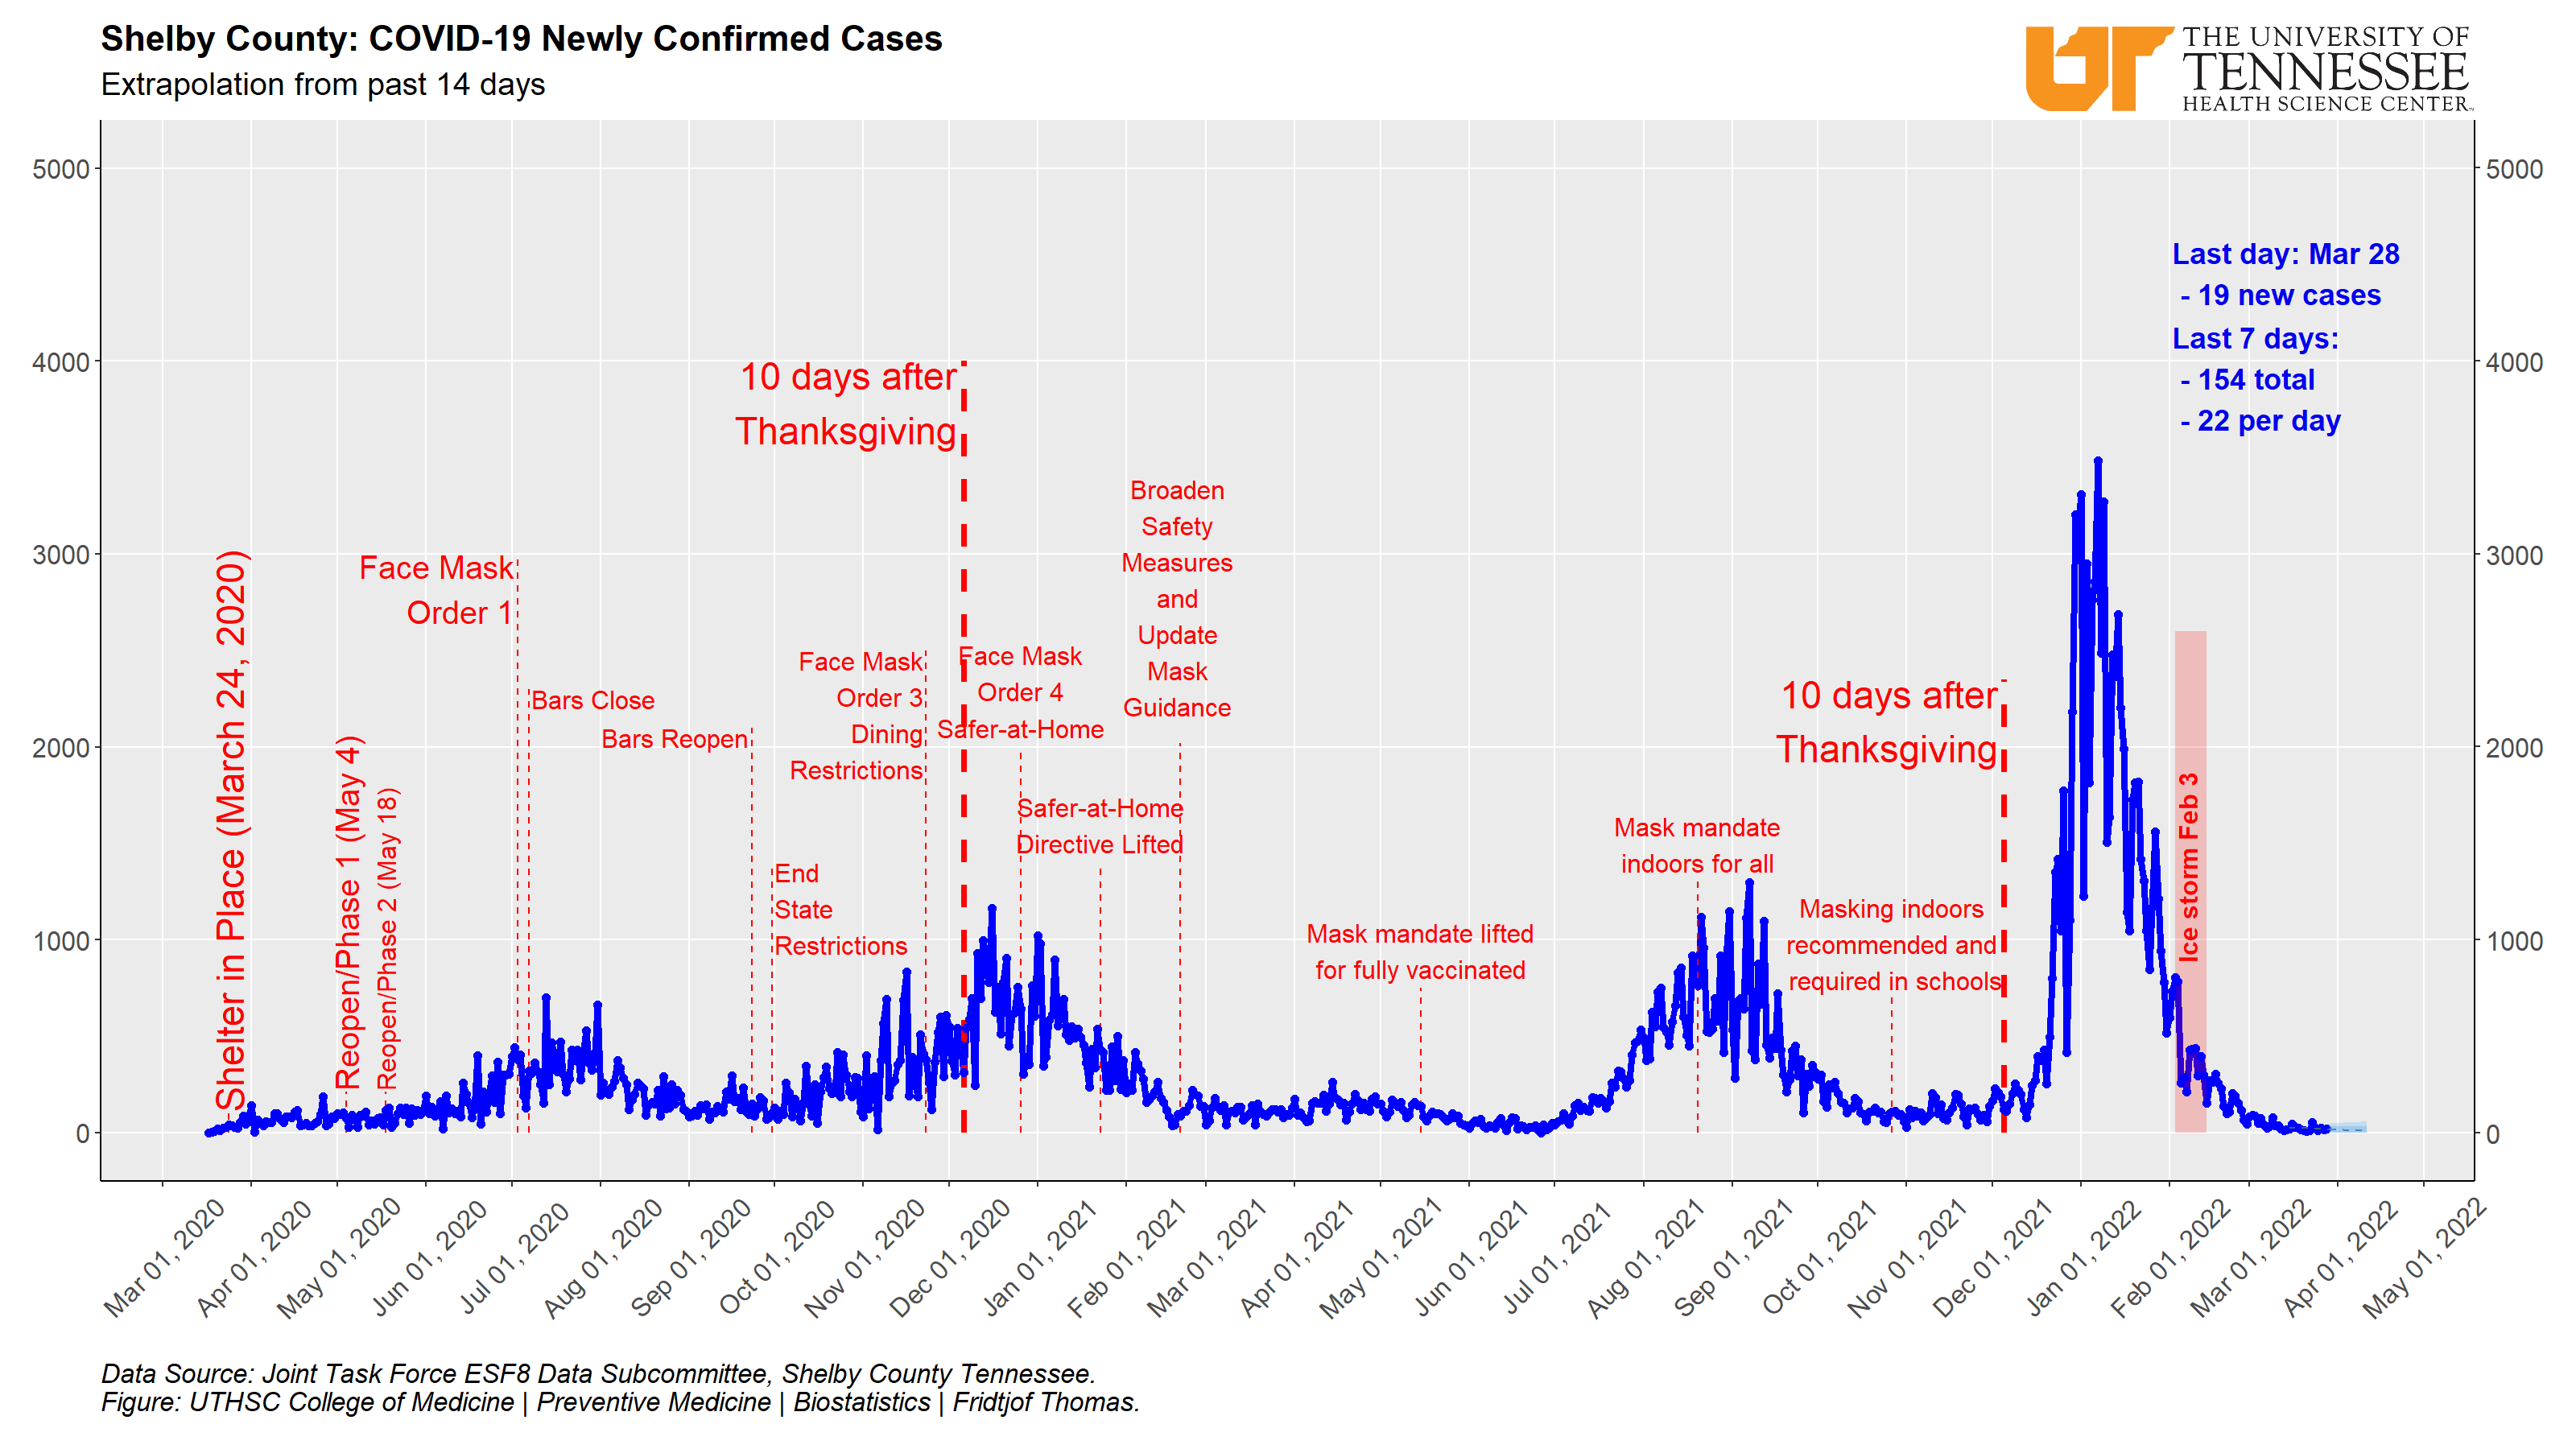 Shelby County: COVID-19 Newly Confirmed Cases
Extrapolation from past 14 days
UT
THE UNIVERSITY OF
TENNESSEE
HEALTH SCIENCE CENTER
5000
4000
3000
2000
1000
0
5000
4000
3000
2000
1000
0
Last day: Mar 28
- 19 new cases
Last 7 days:
- 154 total
- 22 per day
Shelter in Place (March 24, 2020)
Reopen/Phase 1 (May 4)
Reopen/Phase 2 (May 18)
Face Mask
Order 1
Bars Close
Bars Reopen
End
State
Restrictions
Face Mask
Order 3
Dining
Restrictions
10 days after
Thanksgiving
Face Mask
Order 4
Safer-at-Home
Safer-at-Home
Directive Lifted
Broaden
Safety
Measures
and
Update
Mask
Guidance
Mask mandate lifted
for fully vaccinated
Mask mandate
indoors for all
Masking indoors
recommended and
required in schools
10 days after
Thanksgiving
Ice storm Feb 3
Mar 01, 2020
Apr 01, 2020
May 01, 2020
Jun 01, 2020
Jul 01, 2020
Aug 01, 2020
Sep 01, 2020
Oct 01, 2020
Nov 01, 2020
Dec 01, 2020
Jan 01, 2021
Feb 01, 2021
Mar 01, 2021
Apr 01, 2021
May 01, 2021
Jun 01, 2021
Jul 01, 2021
Aug 01, 2021
Sep 01, 2021
Oct 01, 2021
Nov 01, 2021
Dec 01, 2021
Jan 01, 2022
Feb 01, 2022
Mar 01, 2022
Apr 01, 2022
May 01, 2022
Data Source: Joint Task Force ESF8 Data Subcommittee, Shelby County Tennessee.
Figure: UTHSC College of Medicine | Preventive Medicine | Biostatistics | Fridtjof Thomas.